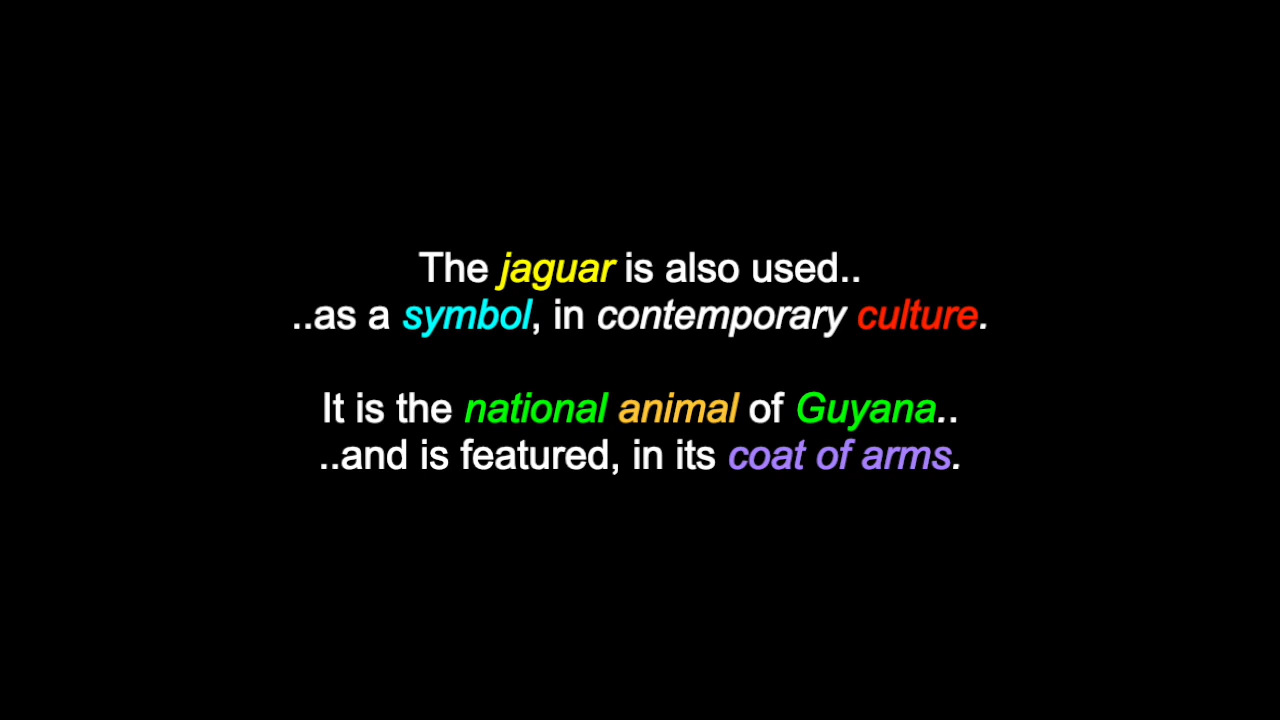 The jaguar is also used..
..as a symbol, in contemporary culture.
It is the national animal of Guyana..
..and is featured, in its coat of arms.